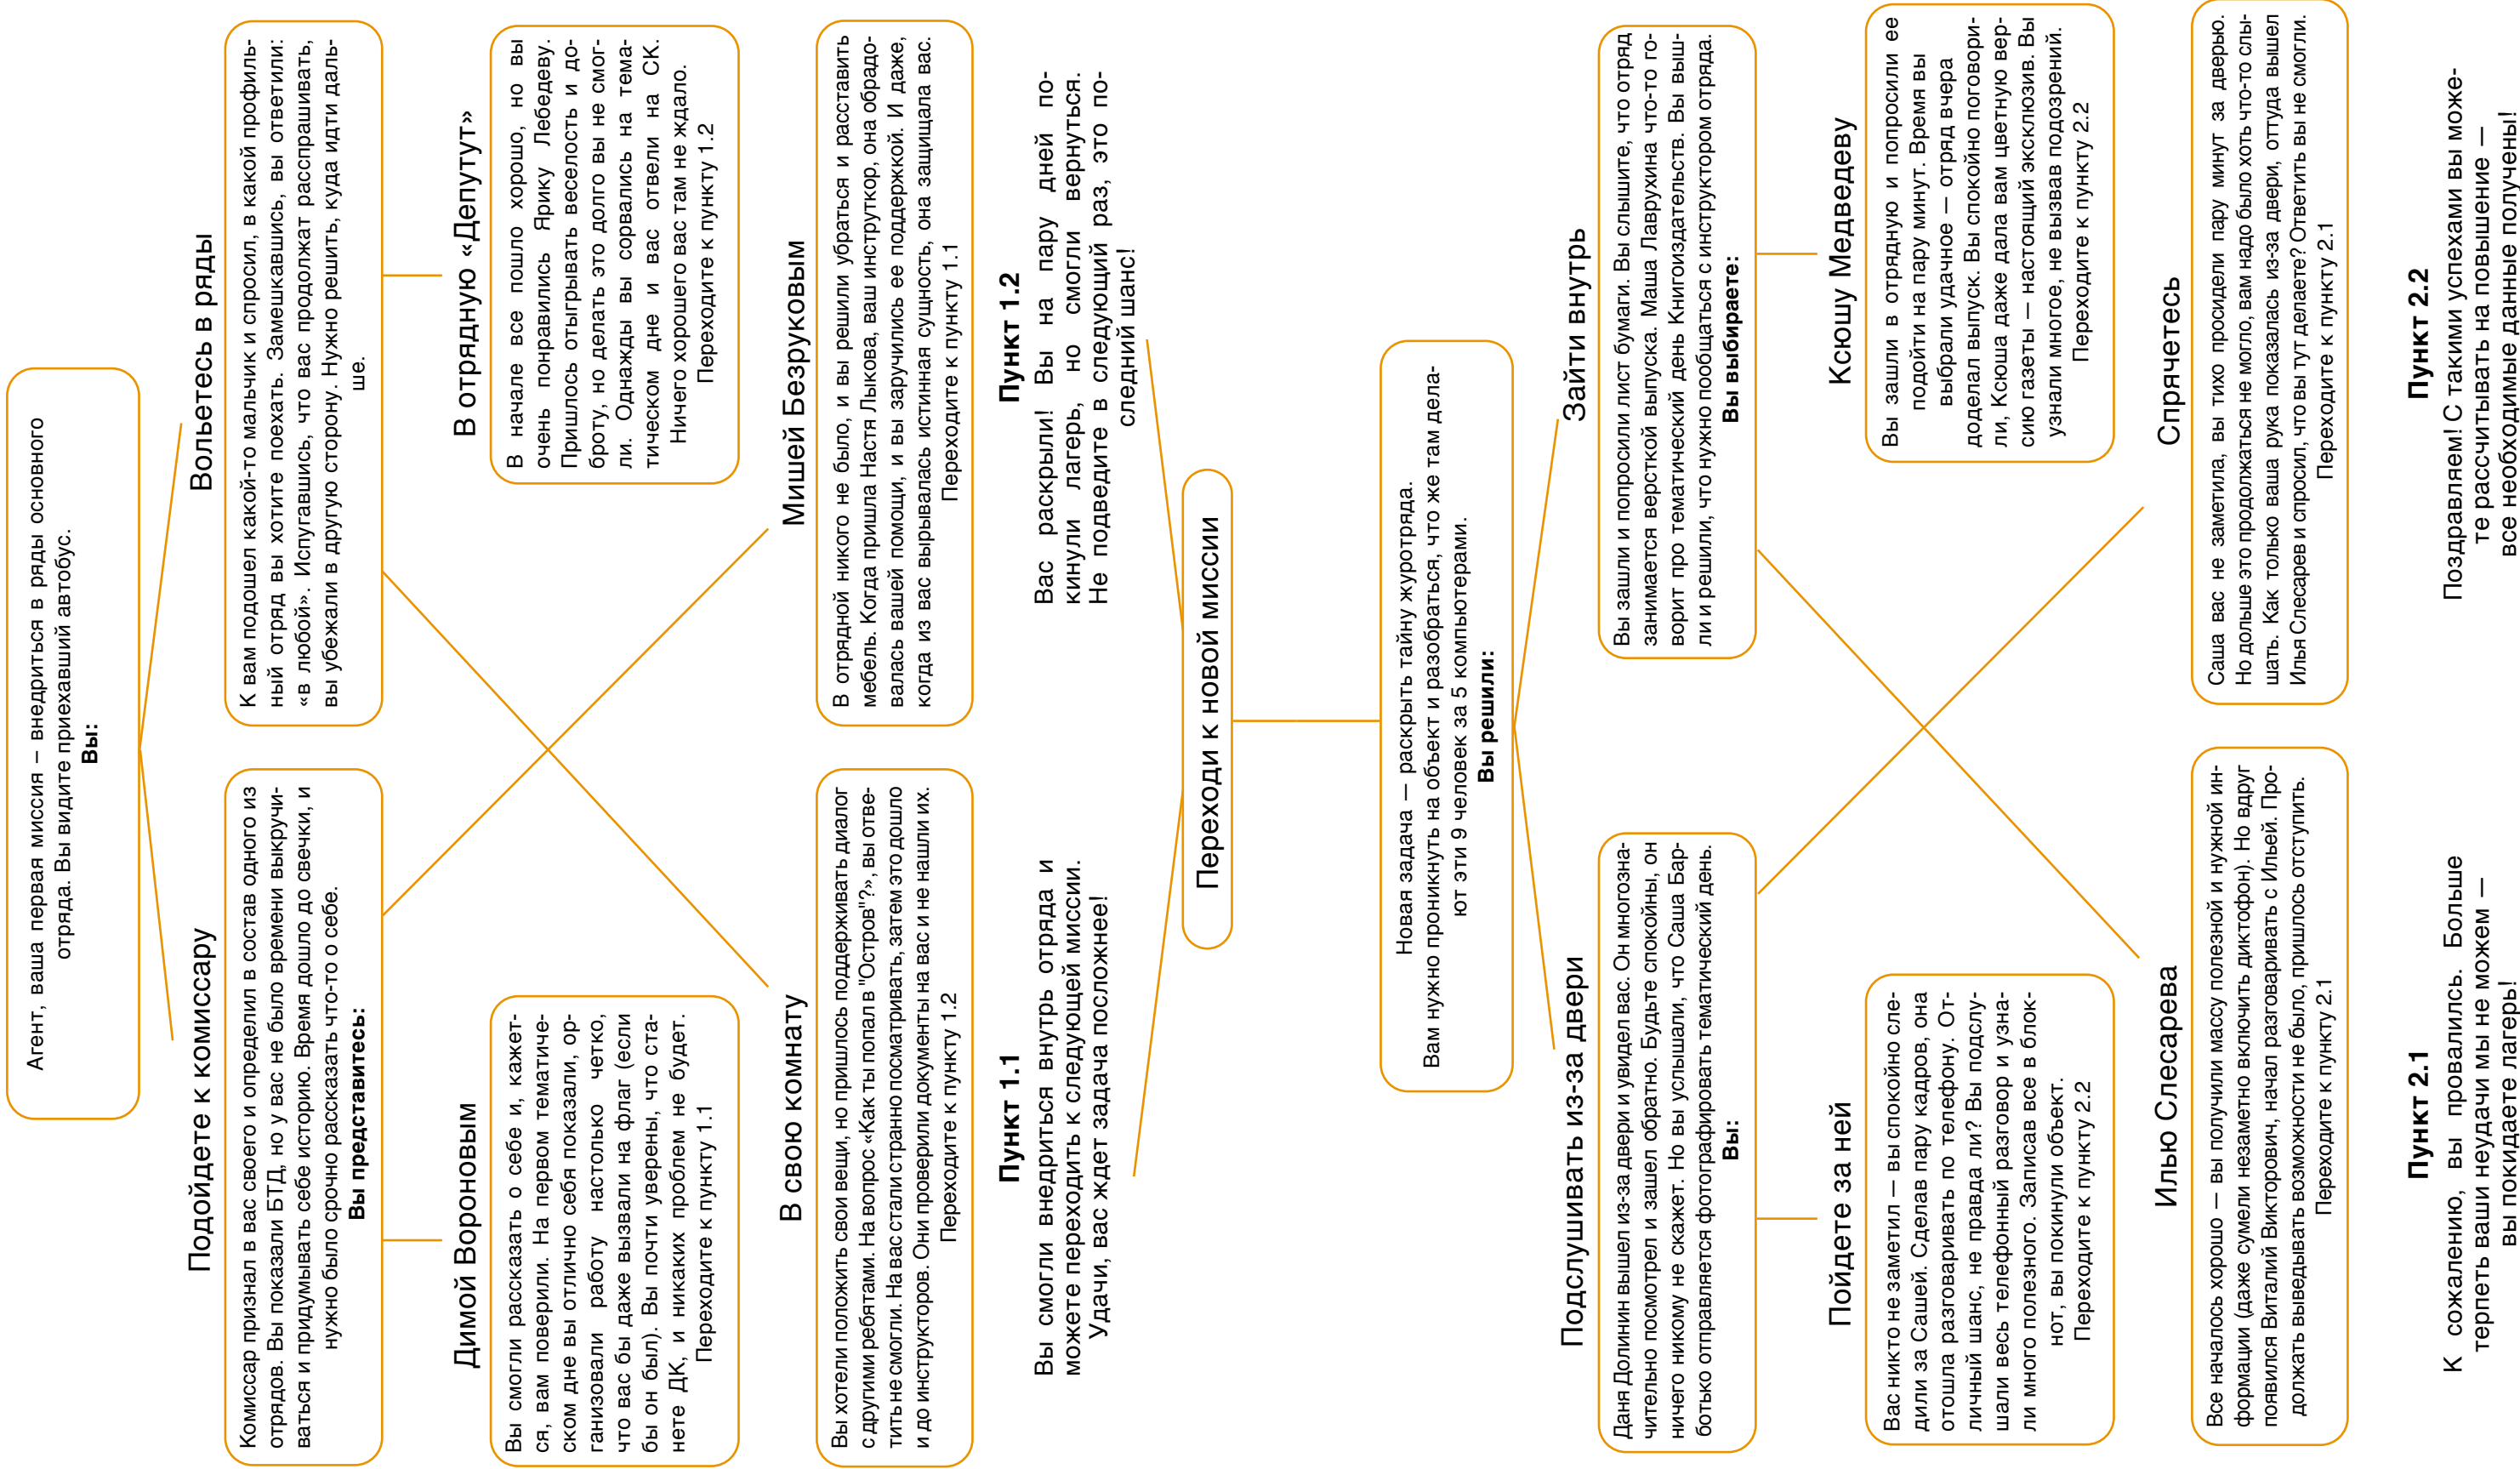 Агент, ваша первая миссия – внедриться в ряды основного
отряда. Вы видите приехавший автобус.
Вы:
Подойдете к комиссару
Комиссар признал в вас своего и определил в состав одного из
отрядов. Вы показали БТД, но у вас не было времени выкручи-
ваться и придумывать себе историю. Время дошло до свечки, и
нужно было срочно рассказать что-то о себе.
Вы представитесь:
Вольетесь в ряды
К вам подошел какой-то мальчик и спросил, в какой профиль-
ный отряд вы хотите поехать. Замешкавшись, вы ответили:
«в любой». Испугавшись, что вас продолжат расспрашивать,
вы убежали в другую сторону. Нужно решить, куда идти даль-
ше.
Димой Вороновым
Вы смогли рассказать о себе и, кажет-
ся, вам поверили. На первом тематиче-
ском дне вы отлично себя показали, ор-
ганизовали работу настолько четко,
что вас бы даже вызвали на флаг (если
бы он был). Вы почти уверены, что ста-
нете ДК, и никаких проблем не будет.
Переходите к пункту 1.1
В отрядную «Депутут»
В начале все пошло хорошо, но вы
очень понравились Ярику Лебедеву.
Пришлось отыгрывать веселость и до-
броту, но делать это долго вы не смог-
ли. Однажды вы сорвались на тема-
тическом дне и вас отвели на СК.
Ничего хорошего вас там не ждало.
Переходите к пункту 1.2
В свою комнату
Вы хотели положить свои вещи, но пришлось поддерживать диалог
с другими ребятами. На вопрос «Как ты попал в "Остров"?», вы отве-
тить не смогли. На вас стали странно посматривать, затем это дошло
и до инструкторов. Они проверили документы на вас и не нашли их.
Переходите к пункту 1.2
Мишей Безруковым
В отрядной никого не было, и вы решили убраться и расставить
мебель. Когда пришла Настя Лыкова, ваш инструткор, она обрадо-
валась вашей помощи, и вы заручились ее поддержкой. И даже,
когда из вас вырывалась истинная сущность, она защищала вас.
Переходите к пункту 1.1
Пункт 1.1
Вы смогли внедриться внутрь отряда и
можете переходить к следующей миссии.
Удачи, вас ждет задача посложнее!
Пункт 1.2
Вас раскрыли! Вы на пару дней по-
кинули лагерь, но смогли вернуться.
Не подведите в следующий раз, это по-
следний шанс!
Переходи к новой миссии
Новая задача — раскрыть тайну журотряда.
Вам нужно проникнуть на объект и разобраться, что же там дела-
ют эти 9 человек за 5 компьютерами.
Вы решили:
Подслушивать из-за двери
Даня Долинин вышел из-за двери и увидел вас. Он многозна-
чительно посмотрел и зашел обратно. Будьте спокойны, он
ничего никому не скажет. Но вы услышали, что Саша Бар-
ботько отправляется фотографировать тематический день.
Вы:
Зайти внутрь
Вы зашли и попросили лист бумаги. Вы слышите, что отряд
занимается версткой выпуска. Маша Лаврухина что-то го-
ворит про тематический день Книгоиздательств. Вы выш-
ли и решили, что нужно пообщаться с инструктором отряда.
Вы выбираете:
Пойдете за ней
Вас никто не заметил — вы спокойно сле-
дили за Сашей. Сделав пару кадров, она
отошла разговаривать по телефону. От-
личный шанс, не правда ли? Вы подслу-
шали весь телефонный разговор и узна-
ли много полезного. Записав все в блок-
нот, вы покинули объект.
Переходите к пункту 2.2
Ксюшу Медведеву
Вы зашли в отрядную и попросили ее
подойти на пару минут. Время вы
выбрали удачное — отряд вчера
доделал выпуск. Вы спокойно поговори-
ли, Ксюша даже дала вам цветную вер-
сию газеты — настоящий эксклюзив. Вы
узнали многое, не вызвав подозрений.
Переходите к пункту 2.2
Илью Слесарева
Все началось хорошо — вы получили массу полезной и нужной ин-
формации (даже сумели незаметно включить диктофон). Но вдруг
появился Виталий Викторович, начал разговаривать с Ильей. Про-
должать выведывать возможности не было, пришлось отступить.
Переходите к пункту 2.1
Спрячетесь
Саша вас не заметила, вы тихо просидели пару минут за дверью.
Но дольше это продолжаться не могло, вам надо было хоть что-то слы-
шать. Как только ваша рука показалась из-за двери, оттуда вышел
Илья Слесарев и спросил, что вы тут делаете? Ответить вы не смогли.
Переходите к пункту 2.1
Пункт 2.1
К сожалению, вы провалились. Больше
терпеть ваши неудачи мы не можем —
вы покидаете лагерь!
Пункт 2.2
Поздравляем! С такими успехами вы може-
те рассчитывать на повышение —
все необходимые данные получены!